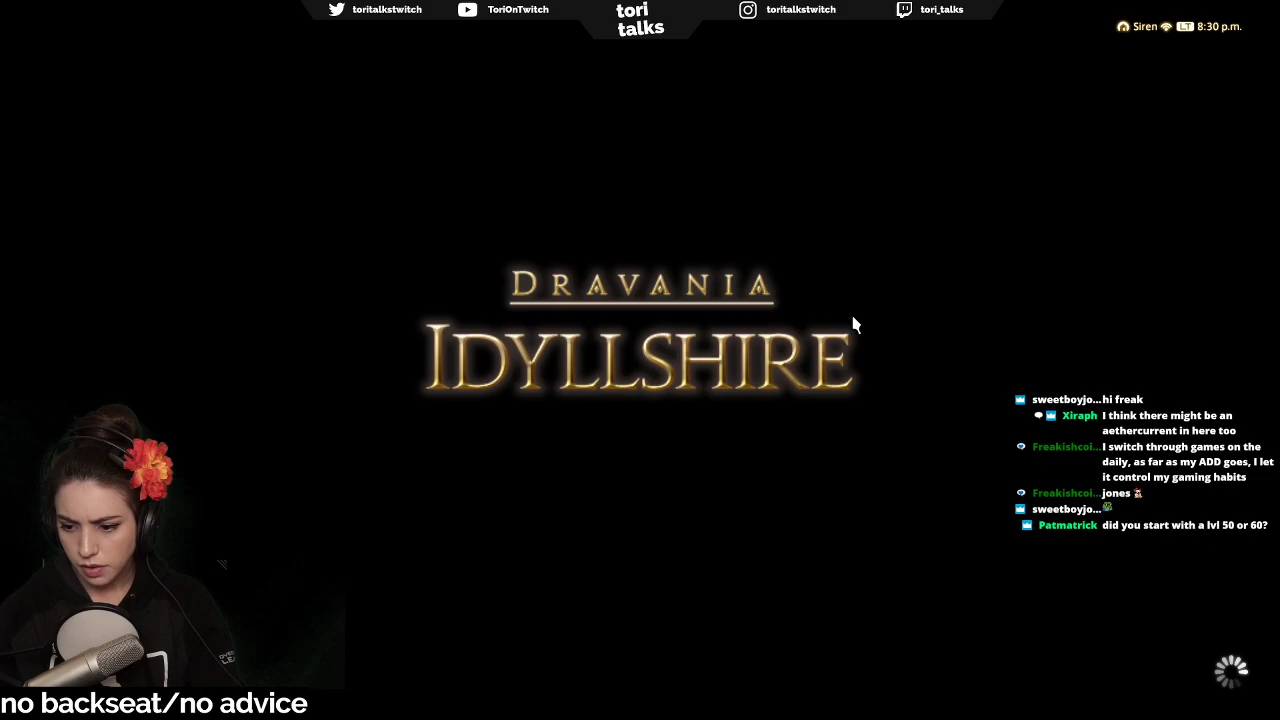 toritalkstwitch
ToriOnTwitch
tori
talks
toritalkstwitch
tori_talks
Siren LT 8:30 p.m.
DRAVANIA
IDYLLSHIRE
sweetboyjo... hi freak
Xiraph I think there might be an
aethercurrent in here too
Freakishcoi... I switch through games on the
daily, as far as my ADD goes, I let
it control my gaming habits
Freakishcoi... jones
sweetboyjo...
Patmatrick did you start with a lvl 50 or 60?
no backseat/no advice